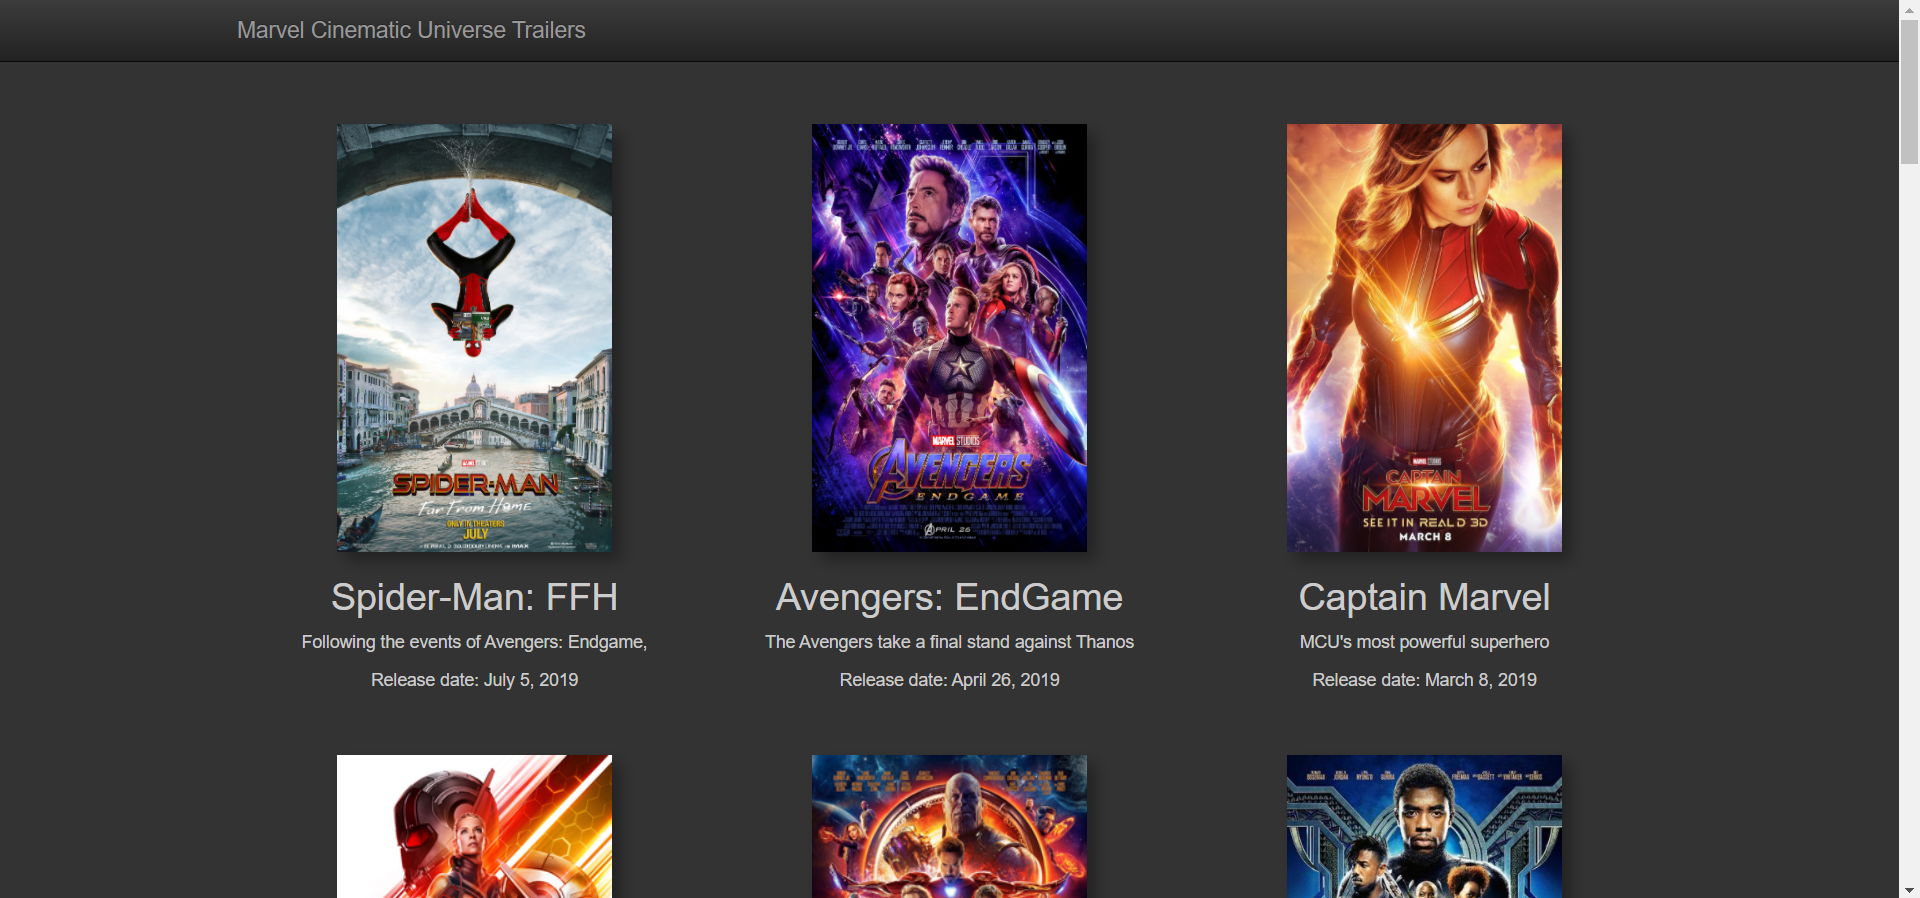 Marvel Cinematic Universe Trailers
SPIDER-MAN
Far From Home
ONLY IN THEATERS
JULY
MARVEL STUDIOS
AVENGERS
ENDGAME
APRIL 26
CAPTAIN
MARVEL
SEE IT IN REALD 3D
MARCH 8
Spider-Man: FFH
Avengers: EndGame
Captain Marvel
Following the events of Avengers: Endgame,
The Avengers take a final stand against Thanos
MCU's most powerful superhero
Release date: July 5, 2019
Release date: April 26, 2019
Release date: March 8, 2019